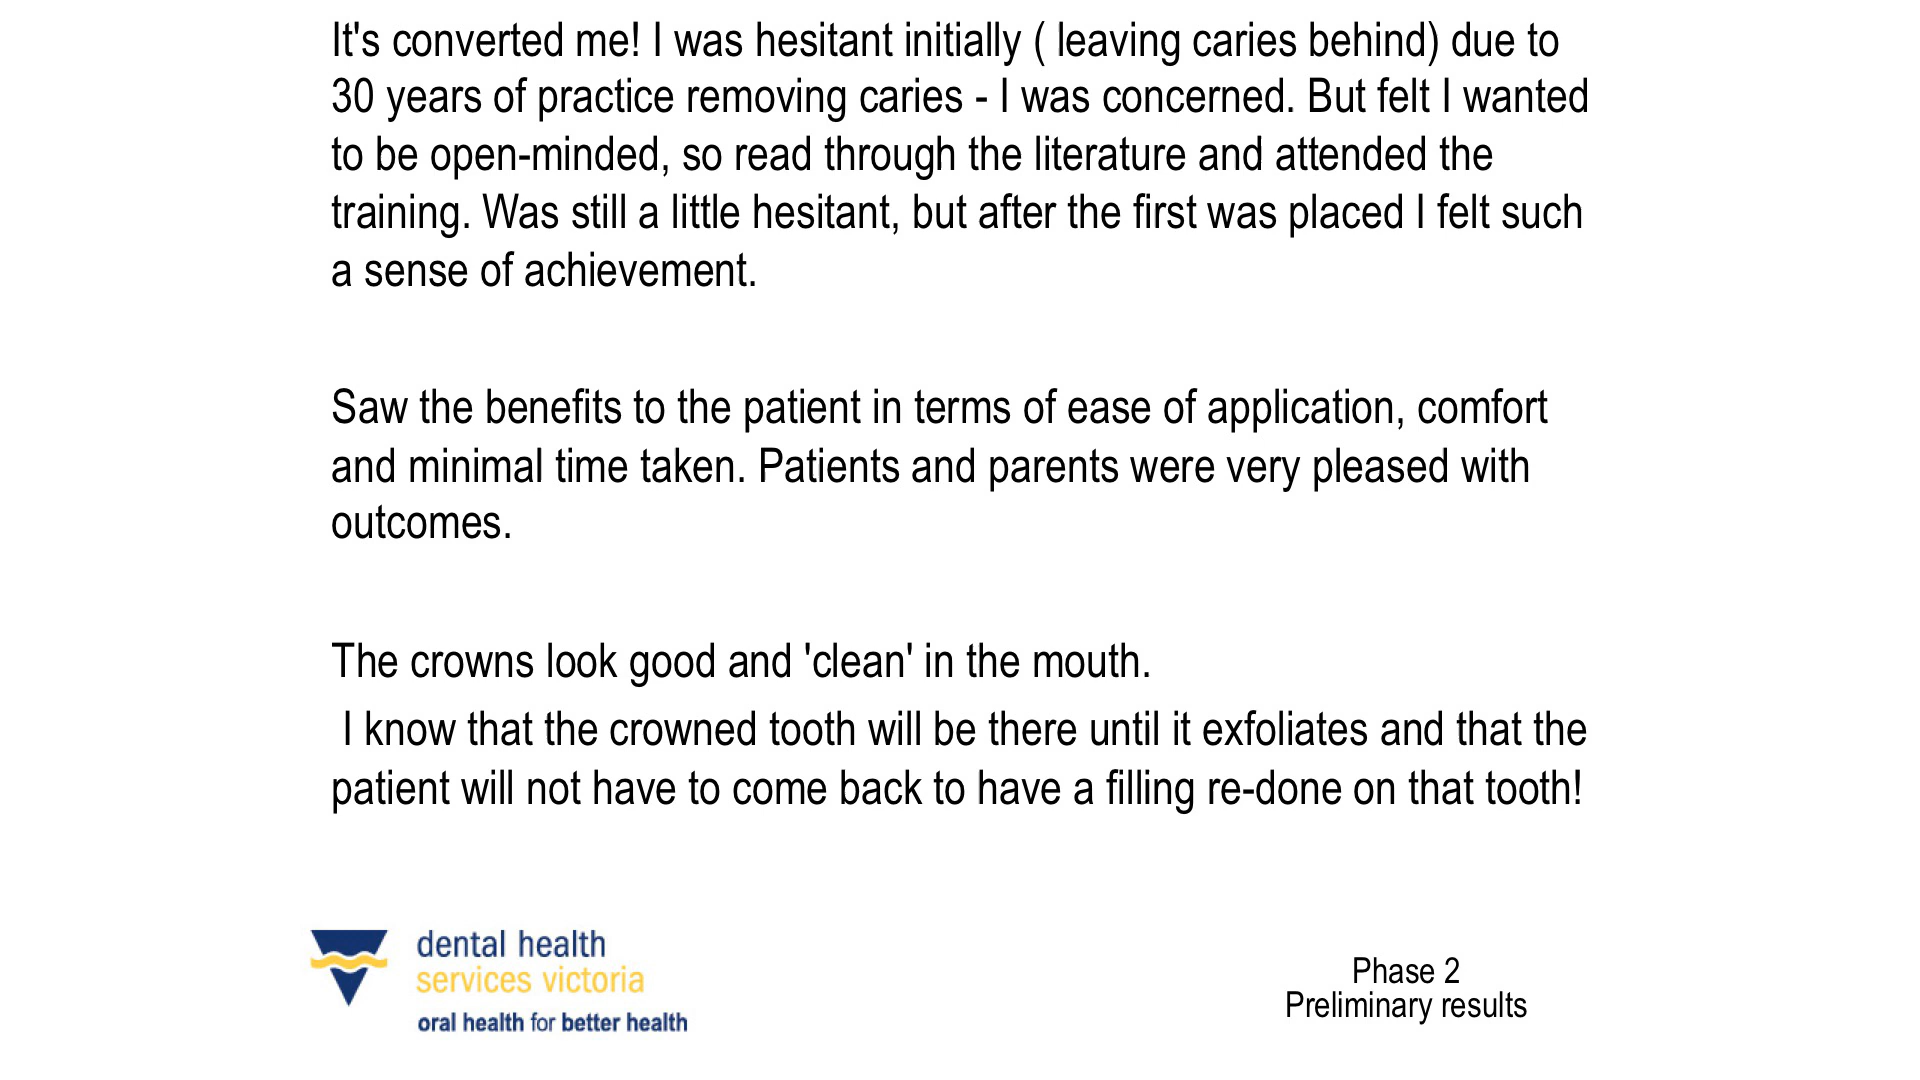 It's converted me! I was hesitant initially ( leaving caries behind) due to
30 years of practice removing caries - I was concerned. But felt I wanted
to be open-minded, so read through the literature and attended the
training. Was still a little hesitant, but after the first was placed I felt such
a sense of achievement.
Saw the benefits to the patient in terms of ease of application, comfort
and minimal time taken. Patients and parents were very pleased with
outcomes.
The crowns look good and 'clean' in the mouth.
I know that the crowned tooth will be there until it exfoliates and that the
patient will not have to come back to have a filling re-done on that tooth!
dental health
services victoria
oral health for better health
Phase 2
Preliminary results